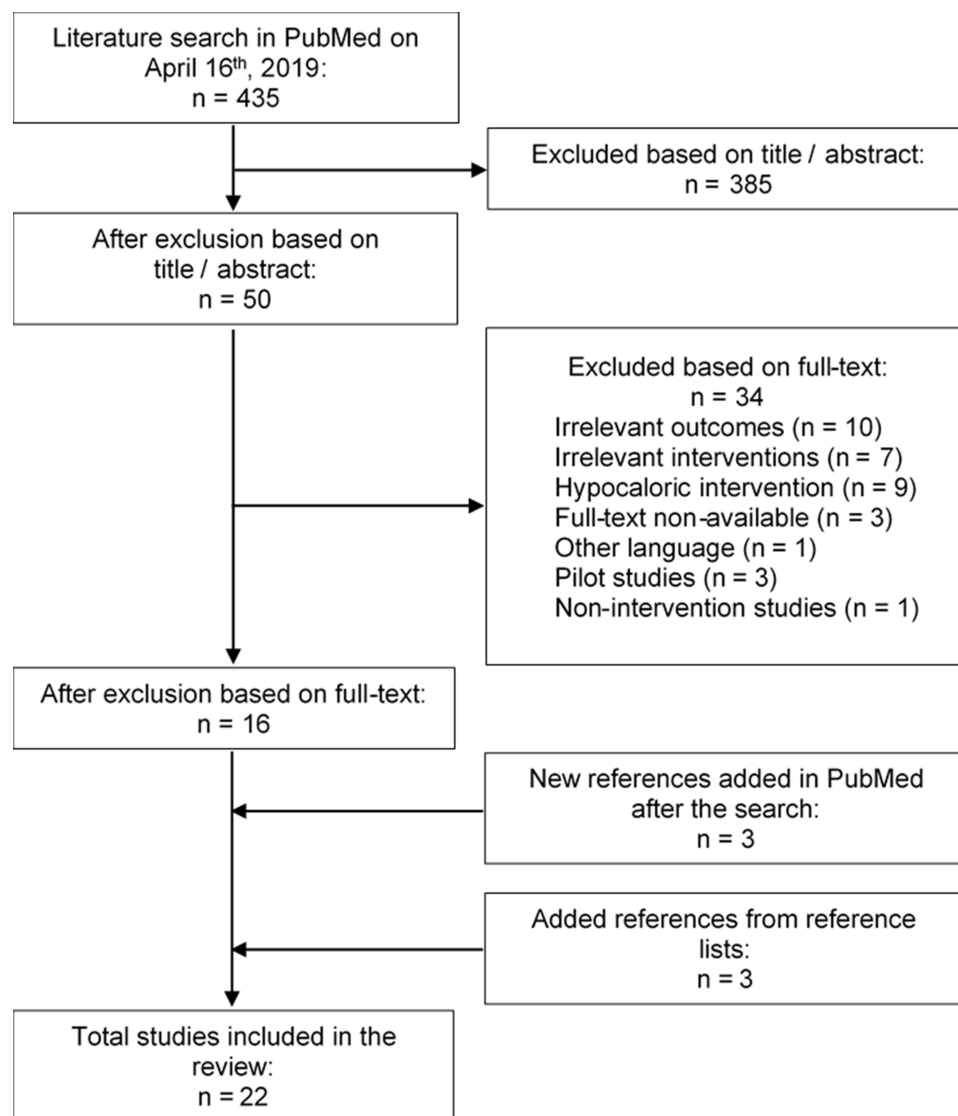 Literature search in PubMed on
April 16th, 2019:
n = 435
Excluded based on title / abstract:
n = 385
After exclusion based on
title / abstract:
n = 50
Excluded based on full-text:
n = 34
Irrelevant outcomes (n = 10)
Irrelevant interventions (n = 7)
Hypocaloric intervention (n = 9)
Full-text non-available (n = 3)
Other language (n = 1)
Pilot studies (n = 3)
Non-intervention studies (n = 1)
After exclusion based on full-text:
n = 16
New references added in PubMed
after the search:
n = 3
Added references from reference
lists:
n = 3
Total studies included in the
review:
n = 22